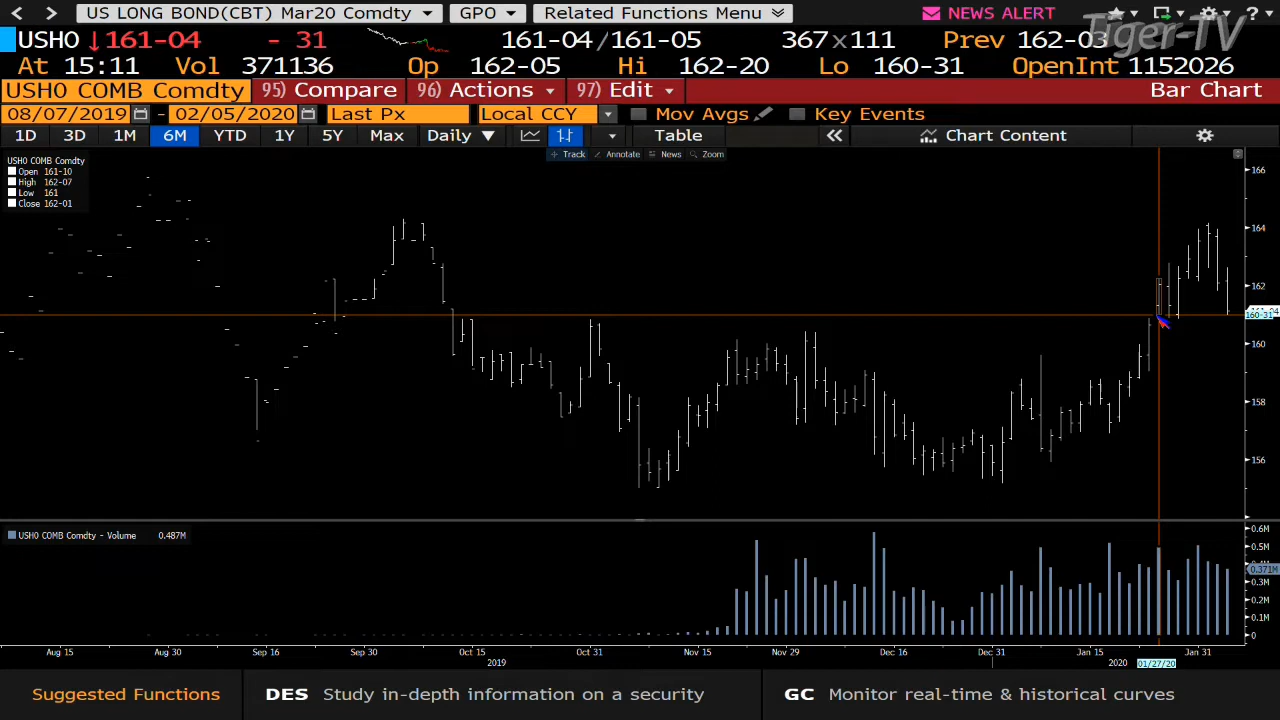 US LONG BOND(CBT) Mar20 Comdty GPO Related Functions Menu NEWS ALERT ?
Tiger-TV
USH0 ↓161-04 - 31 161-04/161-05 367x111 Prev 162-03
At 15:11 Vol 371136 Op 162-05 Hi 162-20 Lo 160-31 OpenInt 1152026
USH0 COMB Comdty 95) Compare 96) Actions 97) Edit Bar Chart
08/07/2019 - 02/05/2020 Last Px Local CCY Mov Avgs Key Events
1D 3D 1M 6M YTD 1Y 5Y Max Daily ▼ Table « Chart Content
Track Annotate News Zoom
USH0 COMB Comdty
Open 161-10
High 162-07
Low 161
Close 162-01
166
164
162
160-31
160
158
156
USH0 COMB Comdty - Volume 0.487M
0.6M
0.5M
0.371M
0.3M
0.2M
0.1M
0
Aug 15 Aug 30 Sep 16 Sep 30 Oct 15 Oct 31 Nov 15 Nov 29 Dec 16 Dec 31 Jan 15 Jan 31
2019 2020 01/27/20
Suggested Functions DES Study in-depth information on a security GC Monitor real-time & historical curves